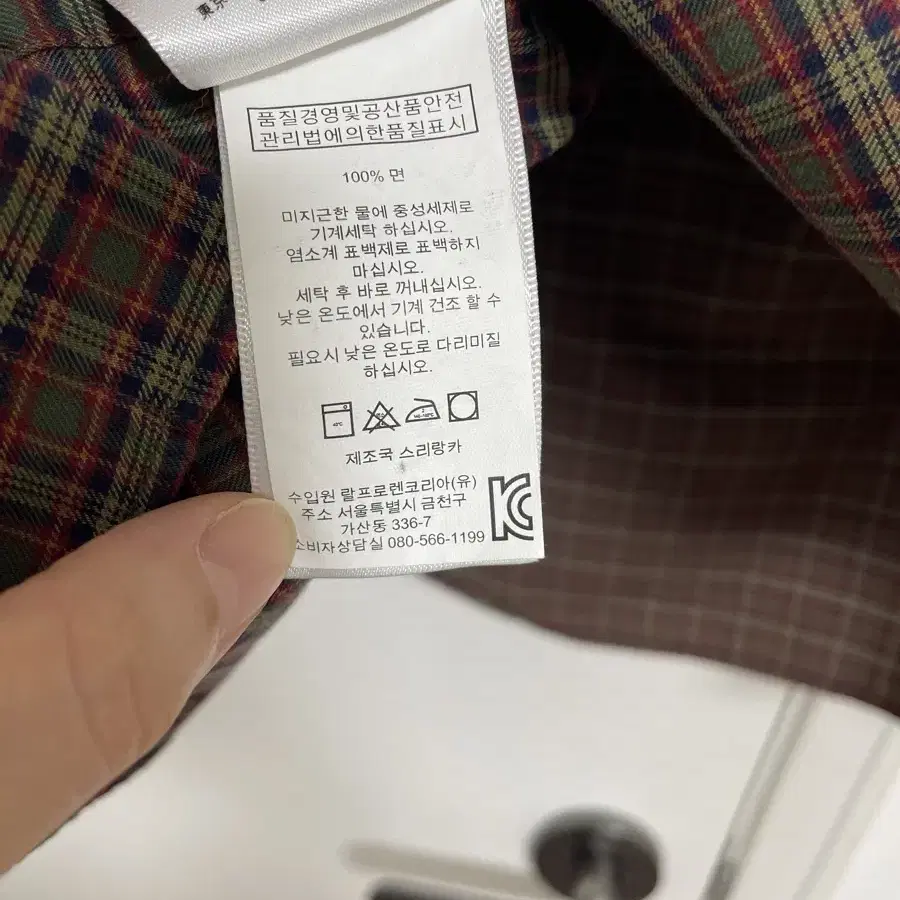 東京
품질경영및공산품안전
관리법에의한품질표시
100% 면
미지근한 물에 중성세제로
기계세탁 하십시오.
염소계 표백제로 표백하지
마십시오.
세탁 후 바로 꺼내십시오.
낮은 온도에서 기계 건조 할 수
있습니다.
필요시 낮은 온도로 다리미질
하십시오.
제조국 스리랑카
수입원 랄프로렌코리아(유)
주소 서울특별시 금천구
가산동 336-7
소비자상담실 080-566-1199